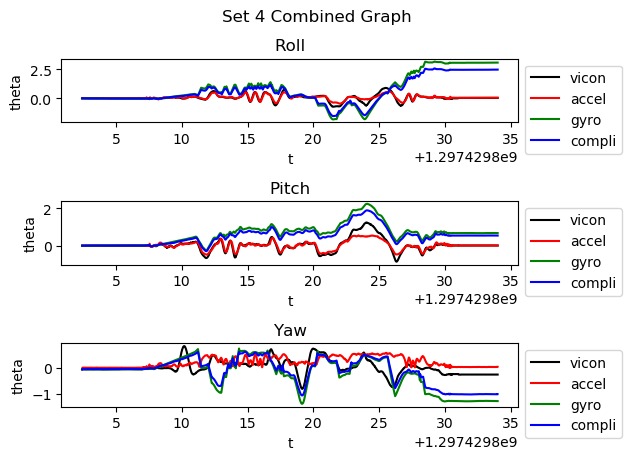 Set 4 Combined Graph
Roll
theta
2.5
0.0
5 10 15 20 25 30 35
t
+1.2974298e9
vicon
accel
gyro
compli
Pitch
theta
2
0
5 10 15 20 25 30 35
t
+1.2974298e9
vicon
accel
gyro
compli
Yaw
theta
0
−1
5 10 15 20 25 30 35
t
+1.2974298e9
vicon
accel
gyro
compli